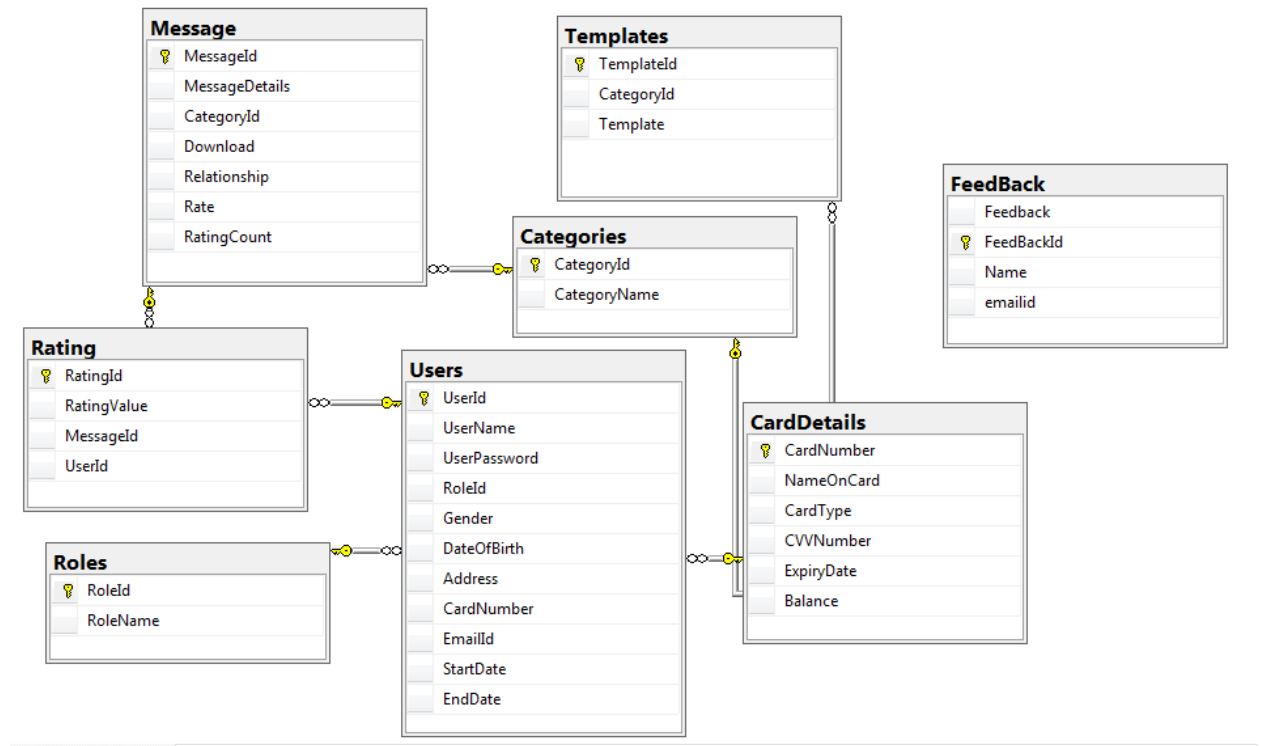 Message
MessageId
MessageDetails
CategoryId
Download
Relationship
Rate
RatingCount
Templates
TemplateId
CategoryId
Template
FeedBack
Feedback
FeedBackId
Name
emailid
Categories
CategoryId
CategoryName
Rating
RatingId
RatingValue
MessageId
UserId
Users
UserId
UserName
UserPassword
RoleId
Gender
DateOfBirth
Address
CardNumber
EmailId
StartDate
EndDate
CardDetails
CardNumber
NameOnCard
CardType
CVVNumber
ExpiryDate
Balance
Roles
RoleId
RoleName